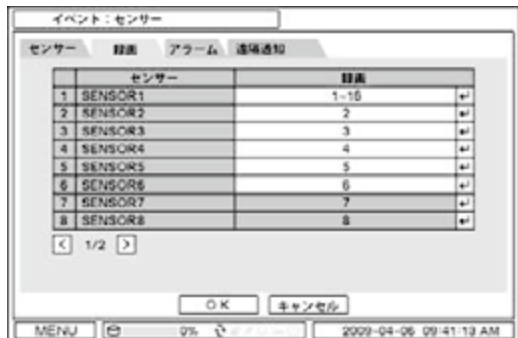 イベント：センサー
センサー 録画 アラーム 遠隔通知
センサー 録画
1 SENSOR1 1~16
2 SENSOR2 2
3 SENSOR3 3
4 SENSOR4 4
5 SENSOR5 5
6 SENSOR6 6
7 SENSOR7 7
8 SENSOR8 8
< 1/2 >
OK キャンセル
MENU 0% 2009-04-06 09:41:13 AM